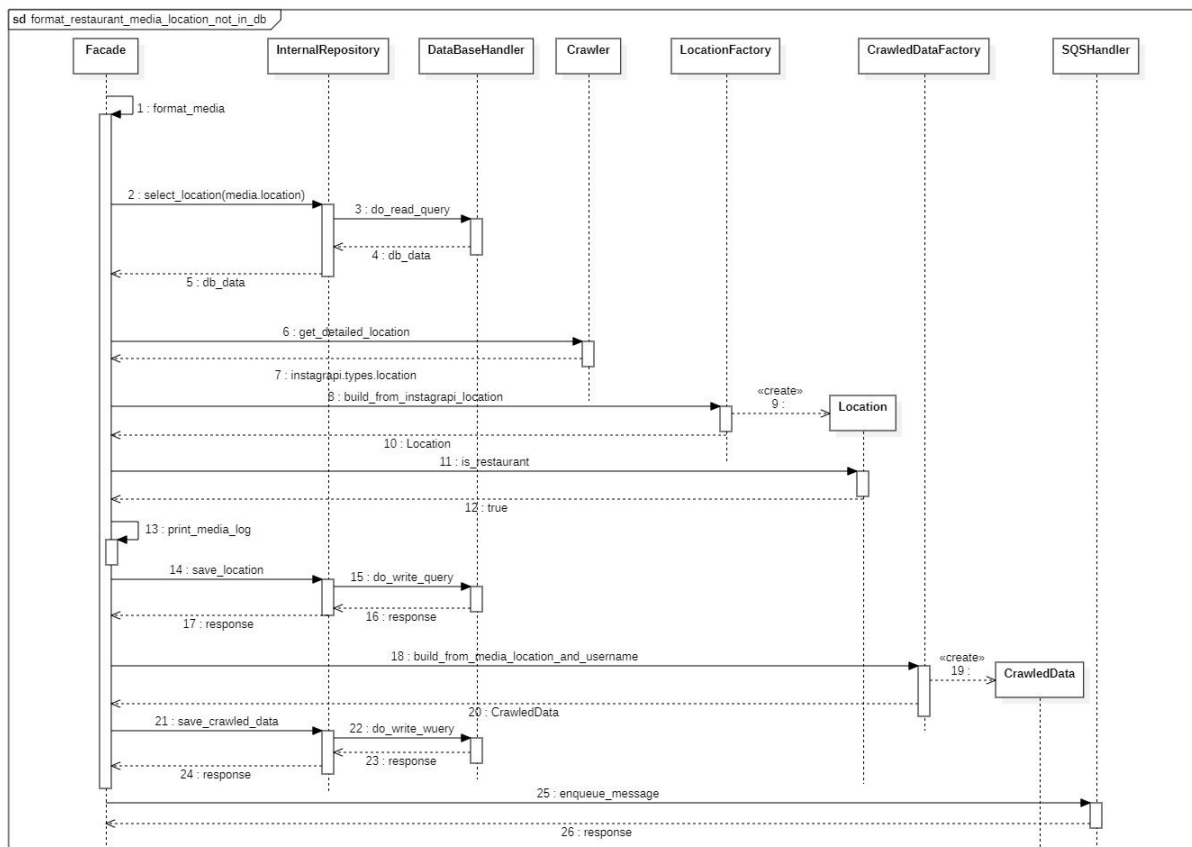 sd format_restaurant_media_location_not_in_db
Facade
InternalRepository
DataBaseHandler
Crawler
LocationFactory
CrawledDataFactory
SQSHandler
1 : format_media
2 : select_location(media.location)
3 : do_read_query
4 : db_data
5 : db_data
6 : get_detailed_location
7 : instagrapi.types.location
8 : build_from_instagrapi_location
«create»
9 :
Location
10 : Location
11 : is_restaurant
12 : true
13 : print_media_log
14 : save_location
15 : do_write_query
16 : response
17 : response
18 : build_from_media_location_and_username
«create»
19 :
CrawledData
20 : CrawledData
21 : save_crawled_data
22 : do_write_wuery
23 : response
24 : response
25 : enqueue_message
26 : response